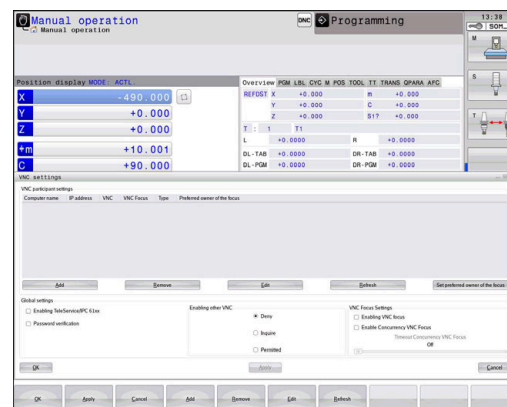 Manual operation
Manual operation
DNC
Programming
13:38
Position display MODE: ACTL.
X -490.000
Y +0.000
Z +0.000
+m +10.001
C +90.000
Overview PGM LBL CYC M POS TOOL TT TRANS QPARA AFC
REFDST X +0.000 m +0.000
Y +0.000 C +0.000
Z +0.000 S1? +0.000
T : 1 T1
L +0.0000 R +0.0000
DL-TAB +0.0000 DR-TAB +0.0000
DL-PGM +0.0000 DR-PGM +0.0000
M
S
T
VNC settings
VNC participant settings
Computer name IP address VNC VNC Focus Type Preferred owner of the focus
Add Remove Edit Refresh Set preferred owner of the focus
Global settings
Enabling TeleService/IPC 61xx
Password verification
Enabling other VNC
Deny
Inquire
Permitted
VNC Focus Settings
Enabling VNC focus
Enable Concurrency VNC Focus
Timeout Concurrency VNC Focus
Off
OK Apply Cancel
OK Apply Cancel Add Remove Edit Refresh